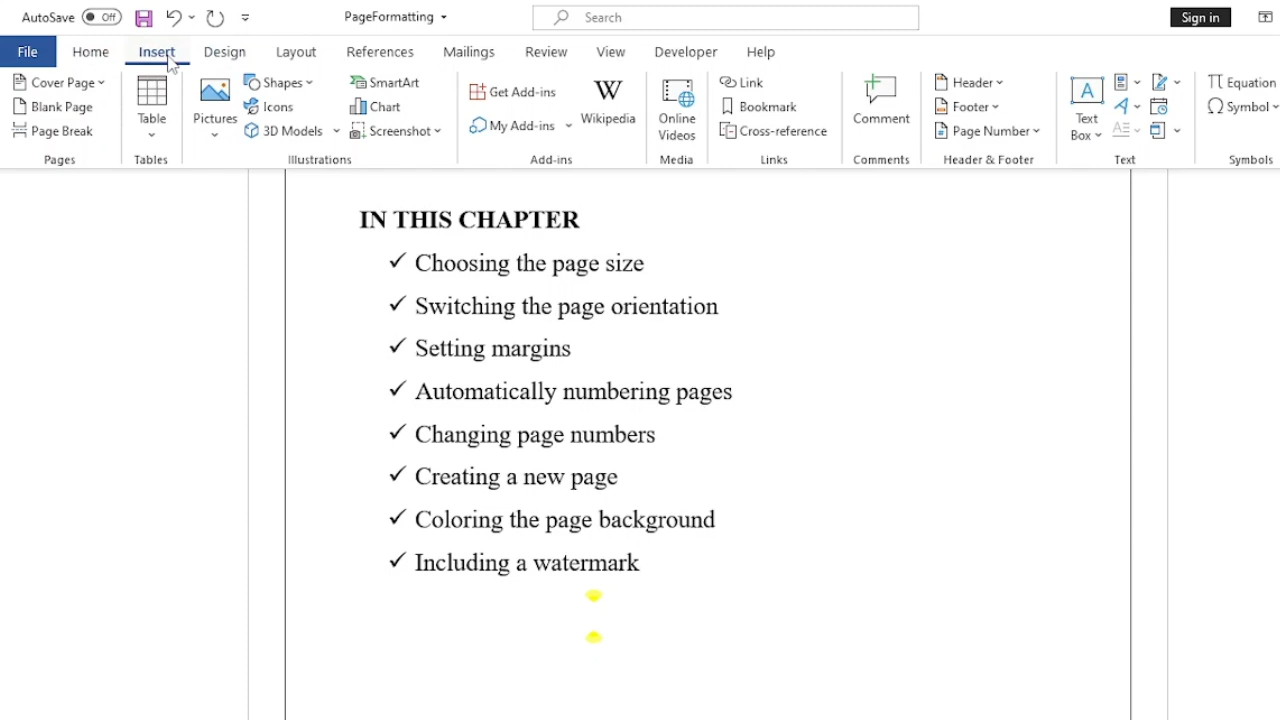 AutoSave Off PageFormatting Search Sign in
File Home Insert Design Layout References Mailings Review View Developer Help
Cover Page
Blank Page
Page Break
Pages
Table
Tables
Pictures
Shapes
Icons
3D Models
SmartArt
Chart
Screenshot
Illustrations
Get Add-ins
My Add-ins
W
Wikipedia
Add-ins
Online
Videos
Media
Link
Bookmark
Cross-reference
Links
Comment
Comments
Header
Footer
Page Number
Header & Footer
A
Text
Box
Text
Equation
Symbol
Symbols
IN THIS CHAPTER
✓ Choosing the page size
✓ Switching the page orientation
✓ Setting margins
✓ Automatically numbering pages
✓ Changing page numbers
✓ Creating a new page
✓ Coloring the page background
✓ Including a watermark